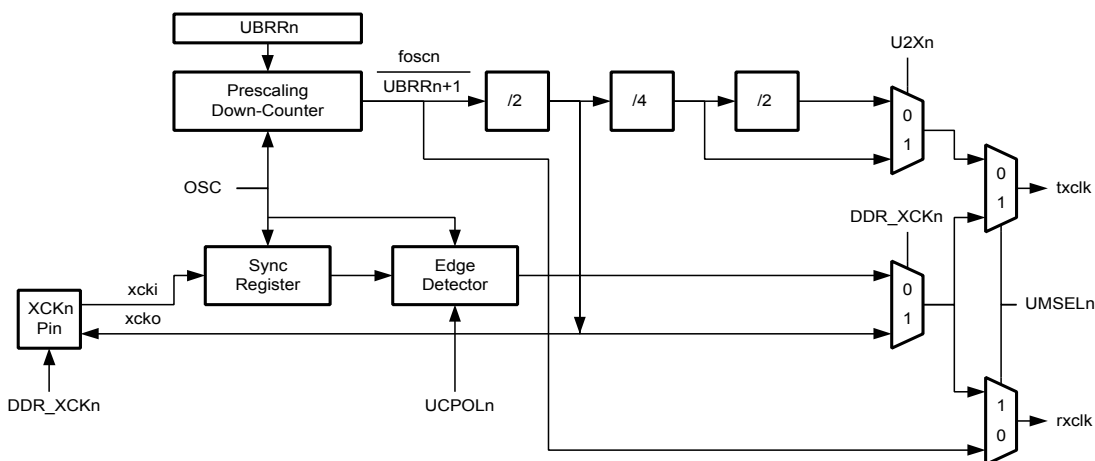 UBRRn
foscn
U2Xn
Prescaling
Down-Counter
UBRRn+1
/2
/4
/2
0
1
OSC
0
1
txclk
DDR_XCKn
Sync
Register
Edge
Detector
xcki
0
1
UMSELn
XCKn
Pin
xcko
DDR_XCKn
UCPOLn
1
0
rxclk